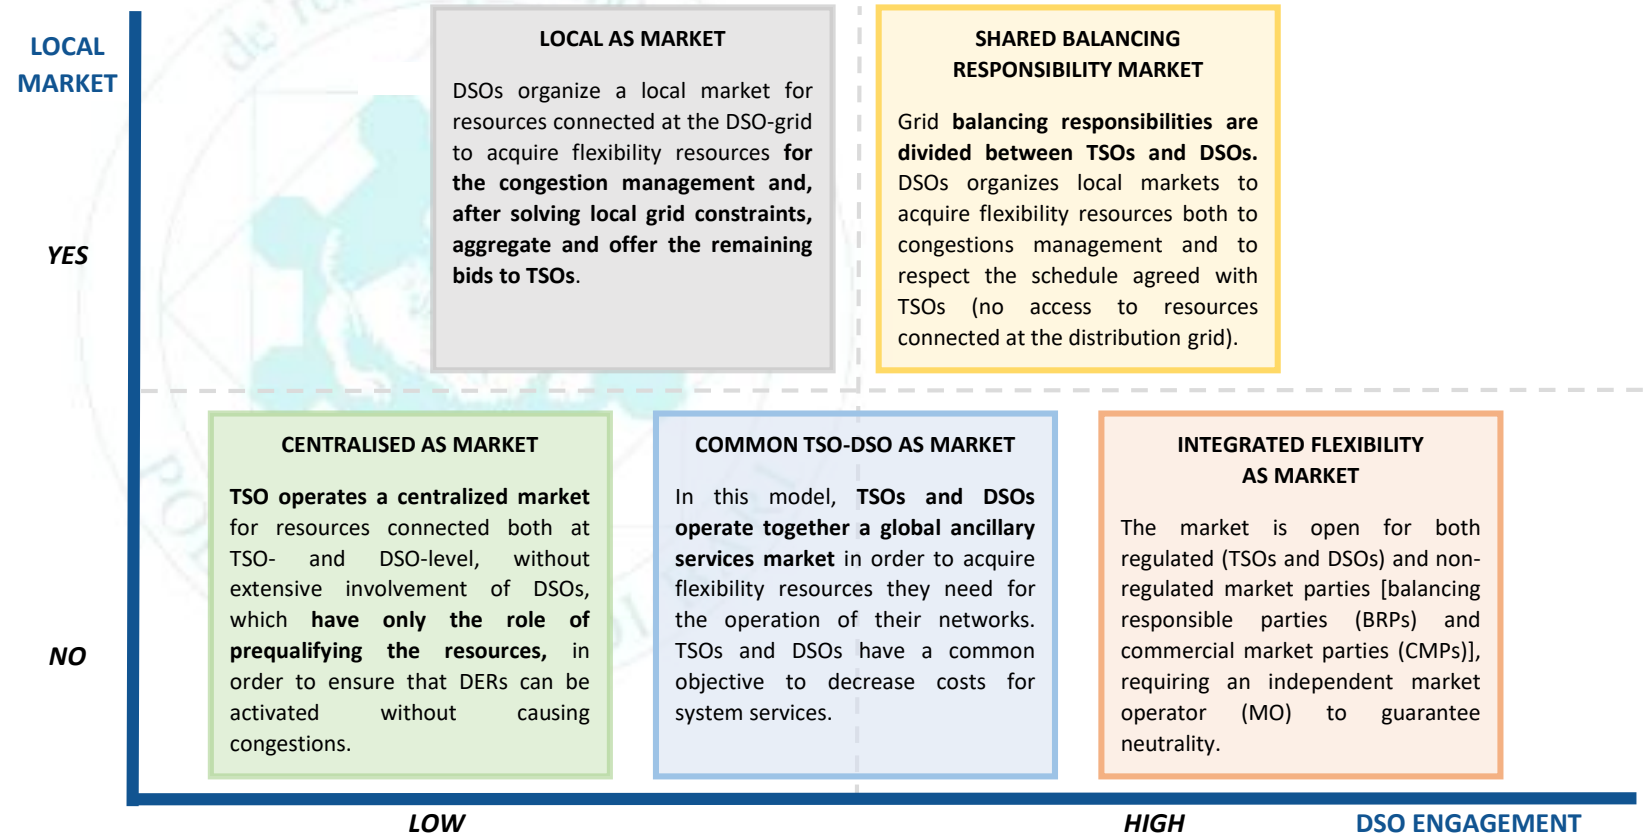 LOCAL
MARKET
YES
NO
LOCAL AS MARKET
DSOs organize a local market for
resources connected at the DSO-grid
to acquire flexibility resources for
the congestion management and,
after solving local grid constraints,
aggregate and offer the remaining
bids to TSOs.
SHARED BALANCING
RESPONSIBILITY MARKET
Grid balancing responsibilities are
divided between TSOs and DSOs.
DSOs organizes local markets to
acquire flexibility resources both to
congestions management and to
respect the schedule agreed with
TSOs (no access to resources
connected at the distribution grid).
CENTRALISED AS MARKET
TSO operates a centralized market
for resources connected both at
TSO- and DSO-level, without
extensive involvement of DSOs,
which have only the role of
prequalifying the resources, in
order to ensure that DERs can be
activated without causing
congestions.
COMMON TSO-DSO AS MARKET
In this model, TSOs and DSOs
operate together a global ancillary
services market in order to acquire
flexibility resources they need for
the operation of their networks.
TSOs and DSOs have a common
objective to decrease costs for
system services.
INTEGRATED FLEXIBILITY
AS MARKET
The market is open for both
regulated (TSOs and DSOs) and non-
regulated market parties [balancing
responsible parties (BRPs) and
commercial market parties (CMPs)],
requiring an independent market
operator (MO) to guarantee
neutrality.
LOW
HIGH
DSO ENGAGEMENT